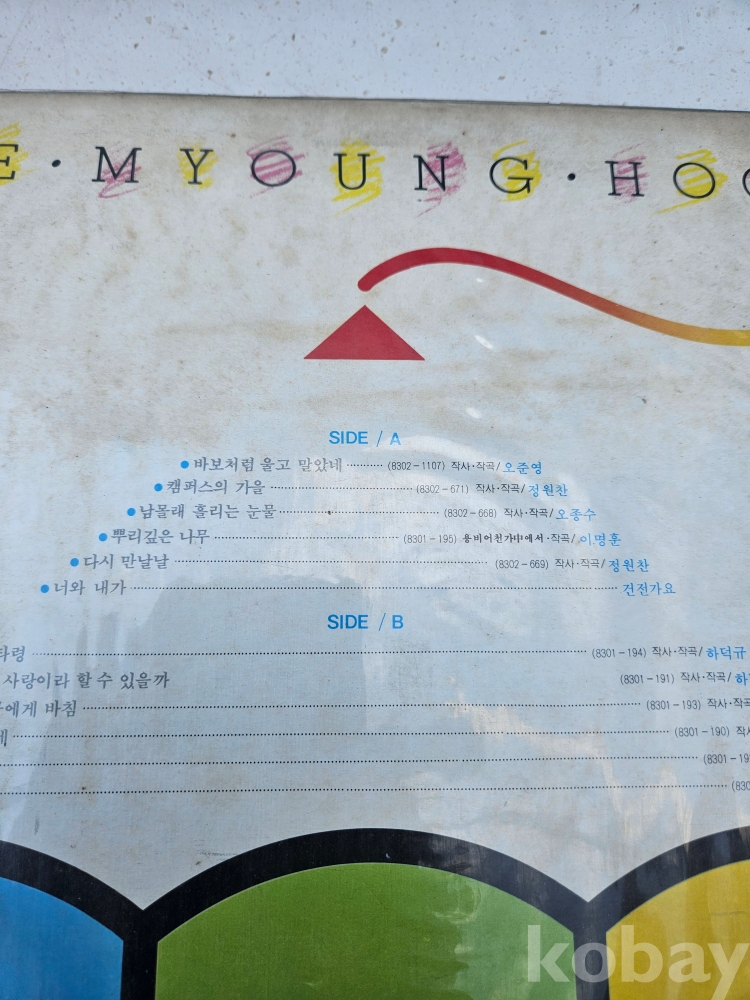 E · MYOUNG · HOO
SIDE / A
● 바보처럼 울고 말았네 (8302-1107) 작사·작곡/오준영
● 캠퍼스의 가을 (8302-671) 작사·작곡/정원찬
● 남몰래 흘리는 눈물 (8302-668) 작사·작곡/오종수
● 뿌리깊은 나무 (8301-195) 용비어천가中에서·작곡/이명훈
● 다시 만날날 (8302-669) 작사·작곡/정원찬
● 너와 내가 건전가요
SIDE / B
타령 (8301-194) 작사·작곡/하덕규
사랑이라 할 수 있을까 (8301-191) 작사·작곡/하
에게 바침 (8301-193) 작사·작곡
(8301-190) 작사
(8301-19
(830
kobay